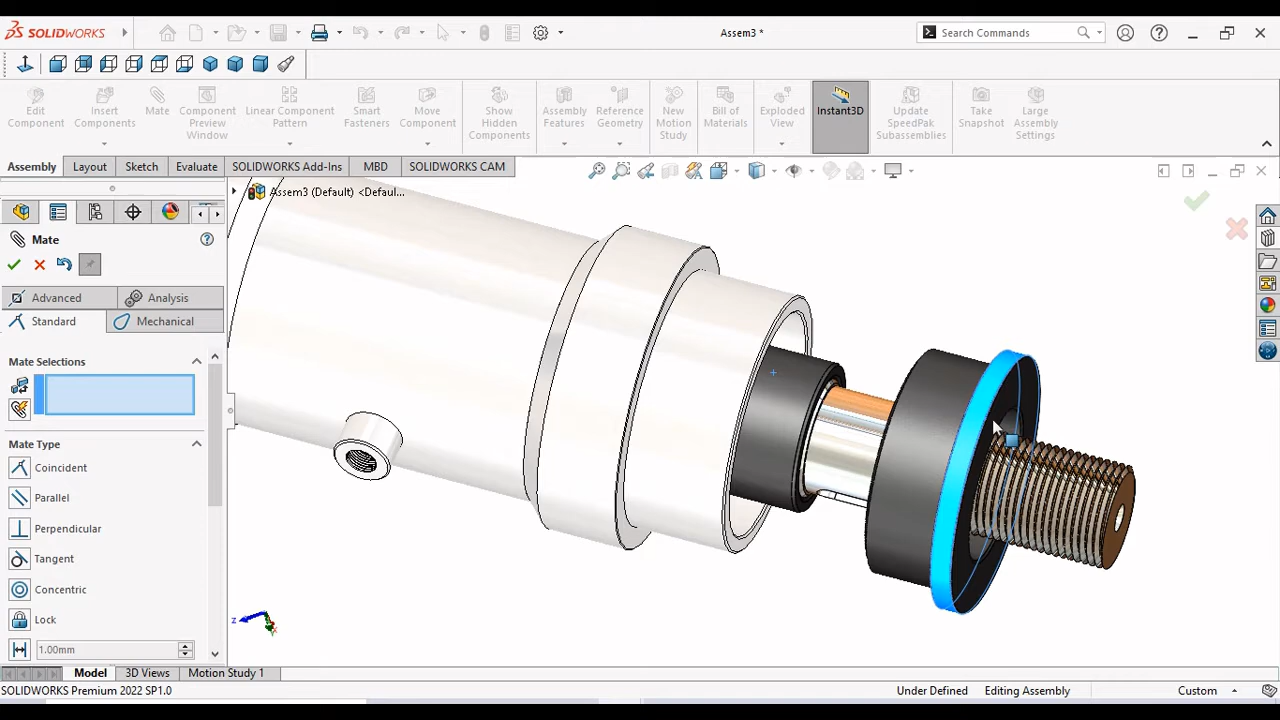 SOLIDWORKS
Assem3 *
Search Commands
Edit Component
Insert Components
Mate
Component Preview Window
Linear Component Pattern
Smart Fasteners
Move Component
Show Hidden Components
Assembly Features
Reference Geometry
New Motion Study
Bill of Materials
Exploded View
Instant3D
Update SpeedPak Subassemblies
Take Snapshot
Large Assembly Settings
Assembly
Layout
Sketch
Evaluate
SOLIDWORKS Add-Ins
MBD
SOLIDWORKS CAM
Assem3 (Default) <Defaul...
Mate
Advanced
Analysis
Standard
Mechanical
Mate Selections
Mate Type
Coincident
Parallel
Perpendicular
Tangent
Concentric
Lock
1.00mm
z
Model
3D Views
Motion Study 1
SOLIDWORKS Premium 2022 SP1.0
Under Defined
Editing Assembly
Custom